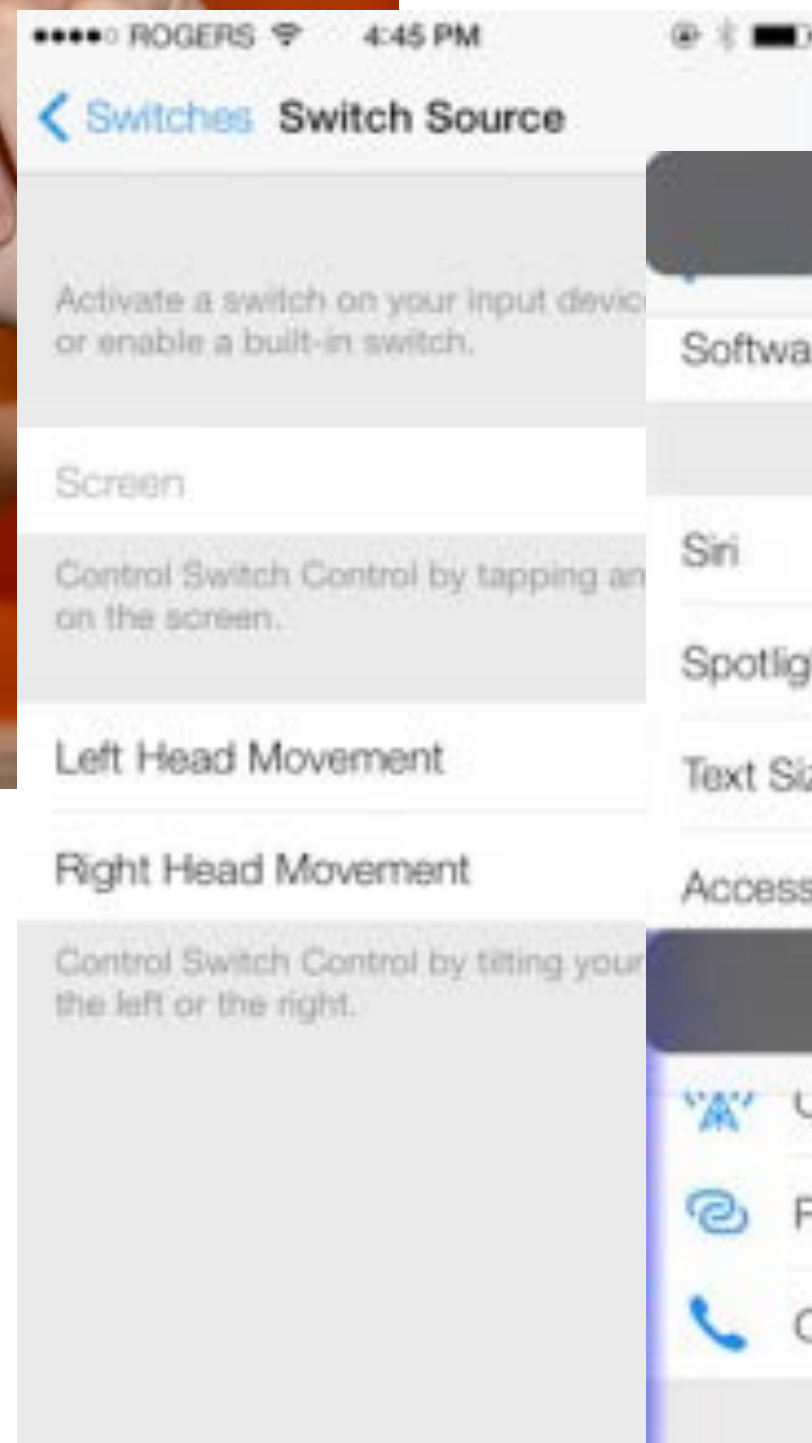 ROGERS 4:45 PM
Switches Switch Source
Activate a switch on your input devic
or enable a built-in switch.
Screen
Control Switch Control by tapping an
on the screen.
Left Head Movement
Right Head Movement
Control Switch Control by tilting your
the left or the right.
Softwa
Siri
Spotlig
Text Siz
Access